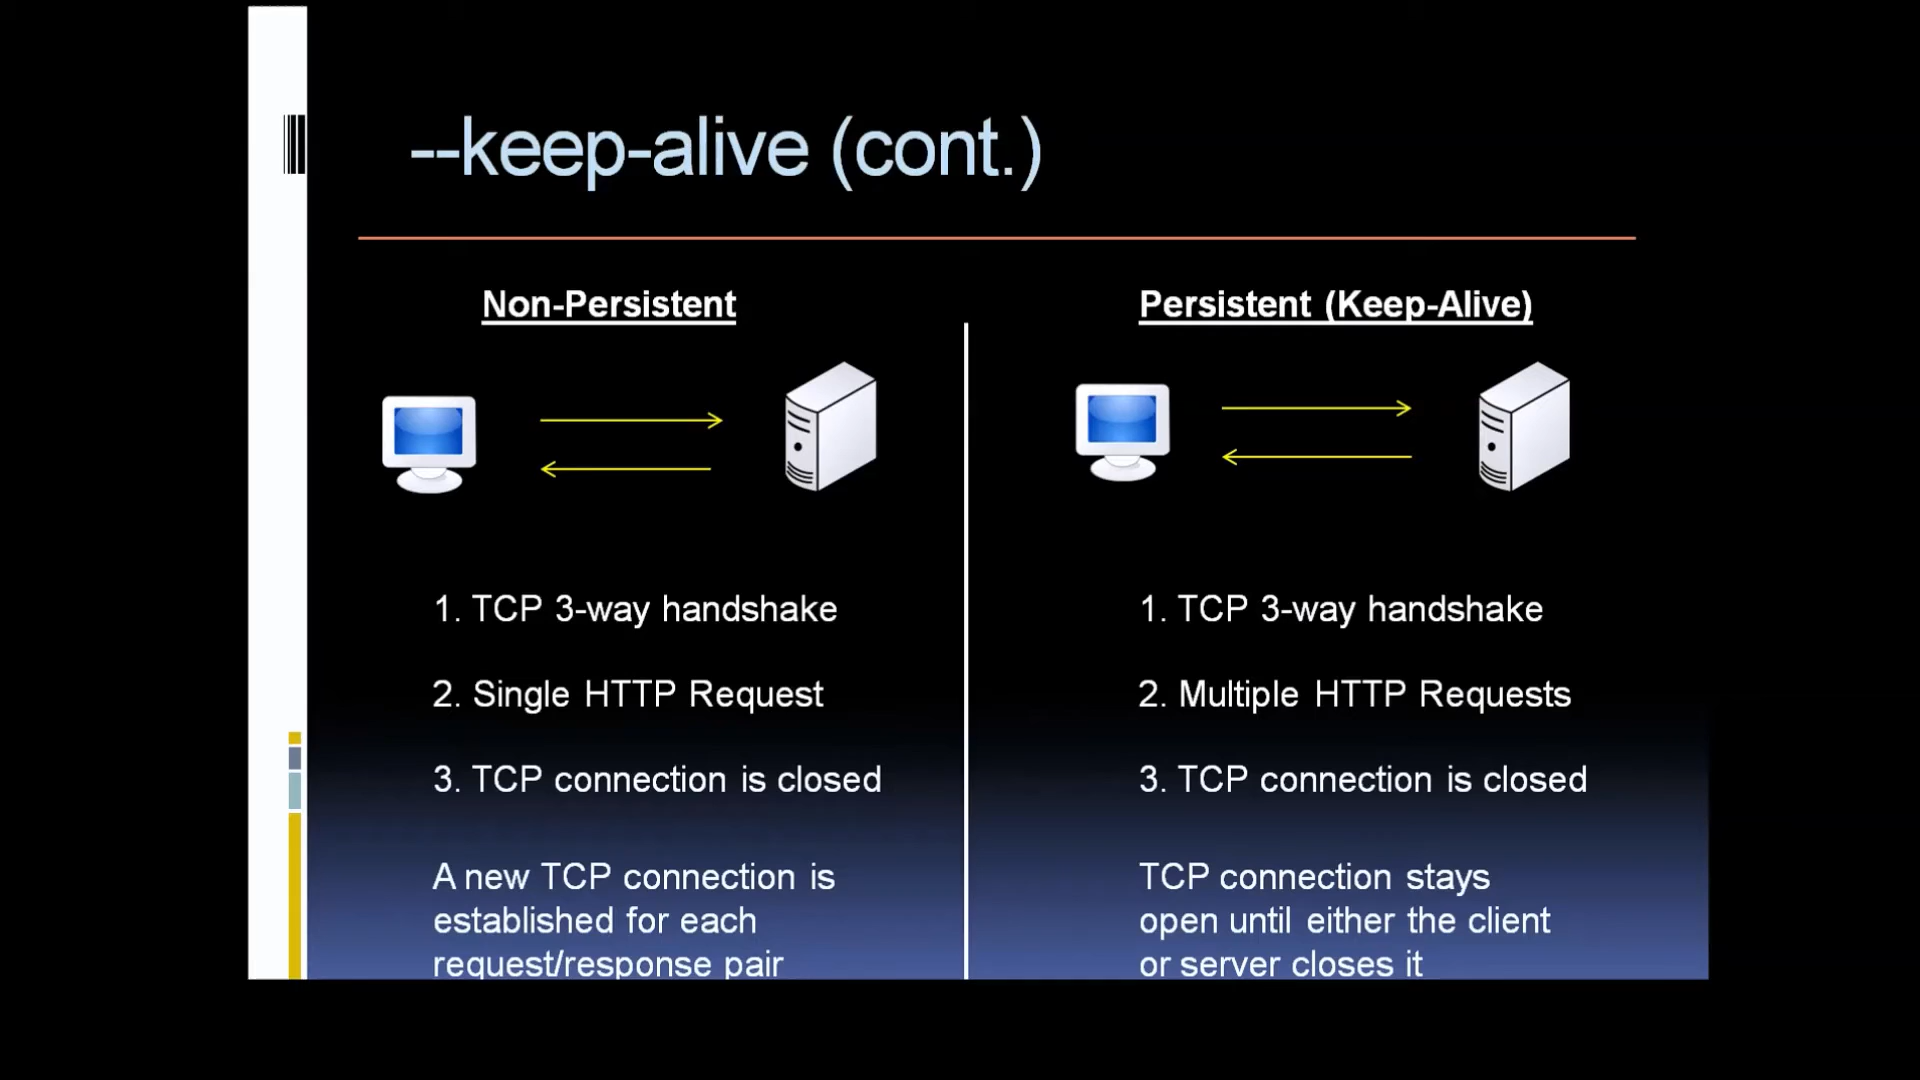 --keep-alive (cont.)
Non-Persistent
1. TCP 3-way handshake
2. Single HTTP Request
3. TCP connection is closed
A new TCP connection is
established for each
request/response pair
Persistent (Keep-Alive)
1. TCP 3-way handshake
2. Multiple HTTP Requests
3. TCP connection is closed
TCP connection stays
open until either the client
or server closes it